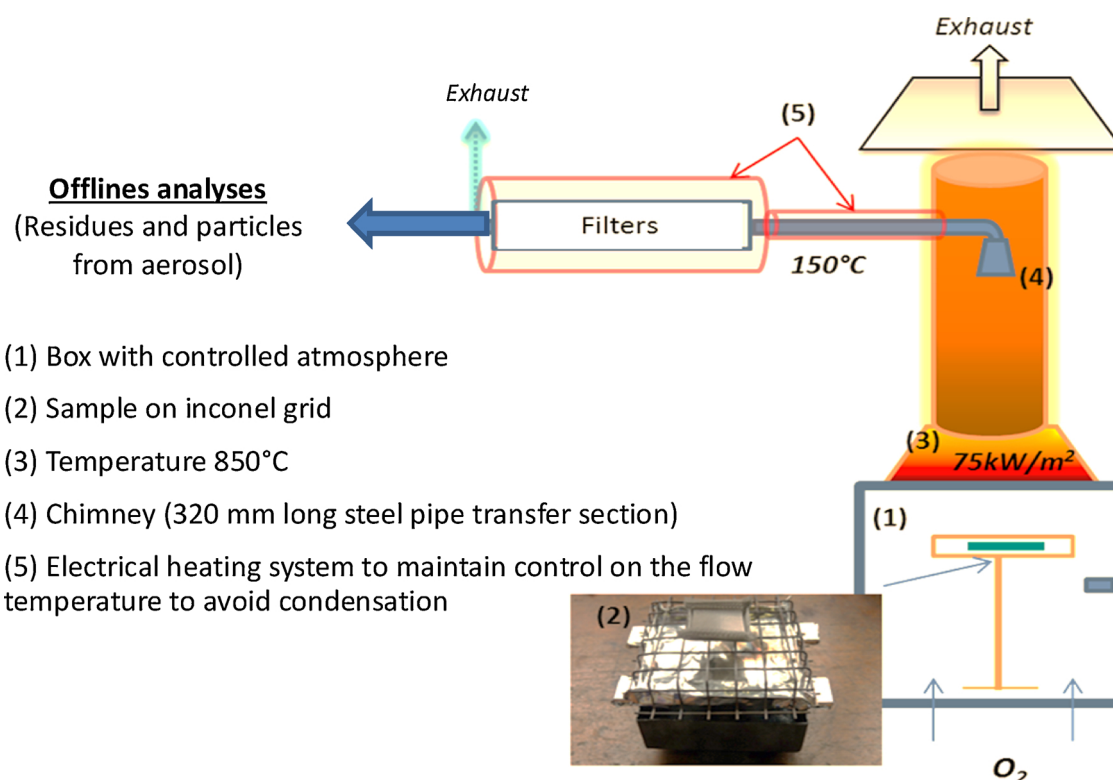 Exhaust
Exhaust
(5)
Offlines analyses
(Residues and particles
from aerosol)
Filters
150°C
(4)
(1) Box with controlled atmosphere
(2) Sample on inconel grid
(3) Temperature 850°C
(4) Chimney (320 mm long steel pipe transfer section)
(5) Electrical heating system to maintain control on the flow
temperature to avoid condensation
(3)
75kW/m²
(1)
(2)
O₂